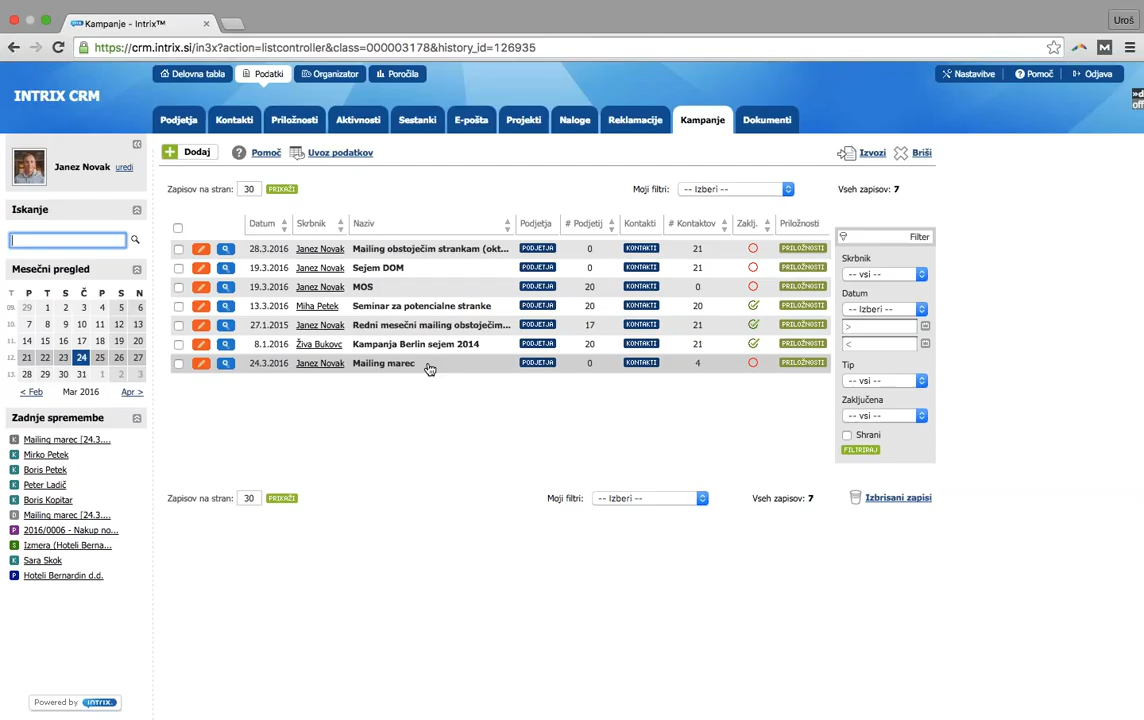 Kampanje - Intrix™
Uroš
https://crm.intrix.si/in3x?action=listcontroller&class=000003178&history_id=126935
Delovna tabla Podatki Organizator Poročila Nastavitve Pomoč Odjava
INTRIX CRM
Podjetja Kontakti Priložnosti Aktivnosti Sestanki E-pošta Projekti Naloge Reklamacije Kampanje Dokumenti
Janez Novak uredi
Iskanje
Mesečni pregled
T P T S Č P S N
09. 29 1 2 3 4 5 6
10. 7 8 9 10 11 12 13
11. 14 15 16 17 18 19 20
12. 21 22 23 24 25 26 27
13. 28 29 30 31 1 2 3
< Feb Mar 2016 Apr >
Zadnje spremembe
K Mailing marec [24.3....
K Mirko Petek
K Boris Petek
K Peter Ladič
K Boris Kopitar
D Mailing marec [24.3....
P 2016/0006 - Nakup no...
S Izmera (Hoteli Berna...
K Sara Skok
P Hoteli Bernardin d.d.
Powered by INTRIX.
Dodaj Pomoč Uvoz podatkov Izvozi Briši
Zapisov na stran: 30 PRIKAŽI Moji filtri: -- Izberi -- Vseh zapisov: 7
Datum Skrbnik Naziv Podjetja # Podjetij Kontakti # Kontaktov Zaklj. Priložnosti
28.3.2016 Janez Novak Mailing obstoječim strankam (okt... PODJETJA 0 KONTAKTI 21 PRILOŽNOSTI
19.3.2016 Janez Novak Sejem DOM PODJETJA 0 KONTAKTI 21 PRILOŽNOSTI
19.3.2016 Janez Novak MOS PODJETJA 20 KONTAKTI 0 PRILOŽNOSTI
13.3.2016 Miha Petek Seminar za potencialne stranke PODJETJA 20 KONTAKTI 20 PRILOŽNOSTI
27.1.2015 Janez Novak Redni mesečni mailing obstoječim... PODJETJA 17 KONTAKTI 21 PRILOŽNOSTI
8.1.2016 Živa Bukovc Kampanja Berlin sejem 2014 PODJETJA 20 KONTAKTI 21 PRILOŽNOSTI
24.3.2016 Janez Novak Mailing marec PODJETJA 0 KONTAKTI 4 PRILOŽNOSTI
Filter
Skrbnik
-- vsi --
Datum
-- Izberi --
>
<
Tip
-- vsi --
Zaključena
-- vsi --
Shrani
FILTRIRAJ
Zapisov na stran: 30 PRIKAŽI Moji filtri: -- Izberi -- Vseh zapisov: 7 Izbrisani zapisi